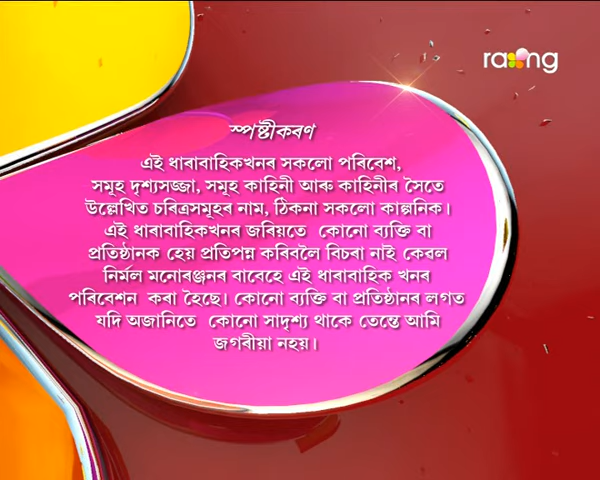 raong
স্পষ্টীকৰণ
এই ধাৰাবাহিকখনৰ সকলো পৰিবেশ,
সমূহ দৃশ্যসজ্জা, সমূহ কাহিনী আৰু কাহিনীৰ সৈতে
উল্লেখিত চৰিত্ৰসমূহৰ নাম, ঠিকনা সকলো কাল্পনিক।
এই ধাৰাবাহিকখনৰ জৰিয়তে কোনো ব্যক্তি বা
প্ৰতিষ্ঠানক হেয় প্ৰতিপন্ন কৰিবলৈ বিচৰা নাই কেৱল
নিৰ্মল মনোৰঞ্জনৰ বাবেহে এই ধাৰাবাহিক খনৰ
পৰিবেশন কৰা হৈছে। কোনো ব্যক্তি বা প্ৰতিষ্ঠানৰ লগত
যদি অজানিতে কোনো সাদৃশ্য থাকে তেন্তে আমি
জগৰীয়া নহয়।